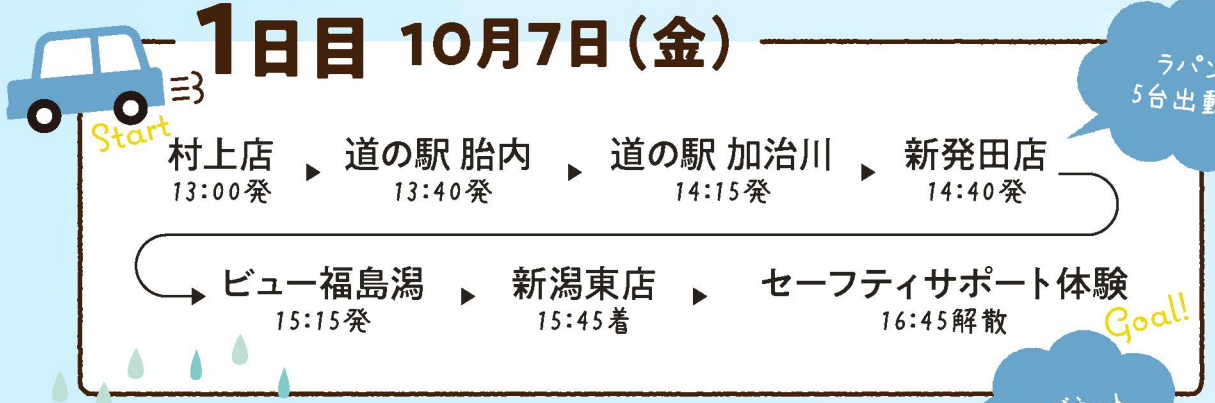 1日目 10月7日(金)
5台出
Start
村上店 ▶ 道の駅 胎内 ▶ 道の駅 加治川 ▶ 新発田店
13:00発 13:40発 14:15発 14:40発
ビュー福島潟 ▶ 新潟東店 ▶ セーフティサポート体験
15:15発 15:45着 16:45解散
Goal!